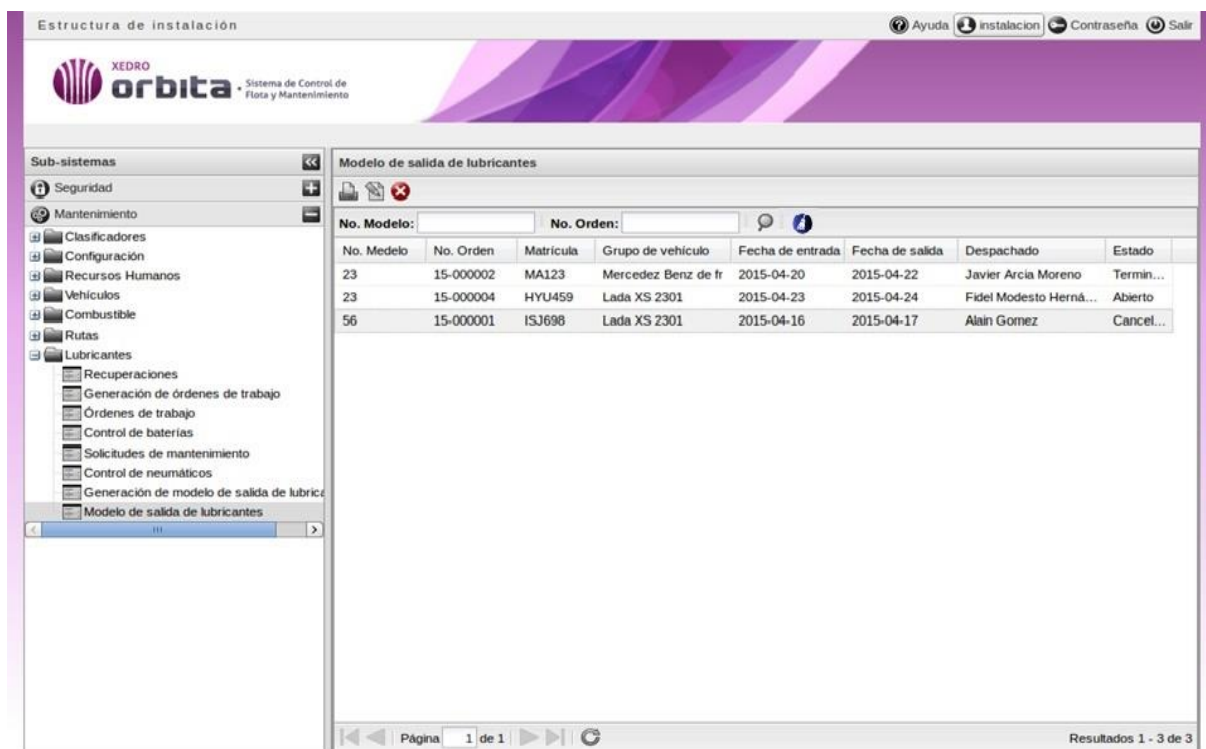 Estructura de instalación
Ayuda instalacion Contraseña Salir
XEDRO
orbita · Sistema de Control de
Flota y Mantenimiento
Sub-sistemas
Seguridad
Mantenimiento
Clasificadores
Configuración
Recursos Humanos
Vehículos
Combustible
Rutas
Lubricantes
Recuperaciones
Generación de órdenes de trabajo
Órdenes de trabajo
Control de baterías
Solicitudes de mantenimiento
Control de neumáticos
Generación de modelo de salida de lubrica
Modelo de salida de lubricantes
Modelo de salida de lubricantes
No. Modelo: No. Orden:
No. Medelo No. Orden Matrícula Grupo de vehículo Fecha de entrada Fecha de salida Despachado Estado
23 15-000002 MA123 Mercedez Benz de fr 2015-04-20 2015-04-22 Javier Arcia Moreno Termin...
23 15-000004 HYU459 Lada XS 2301 2015-04-23 2015-04-24 Fidel Modesto Herná... Abierto
56 15-000001 ISJ698 Lada XS 2301 2015-04-16 2015-04-17 Alain Gomez Cancel...
Página 1 de 1 Resultados 1 - 3 de 3